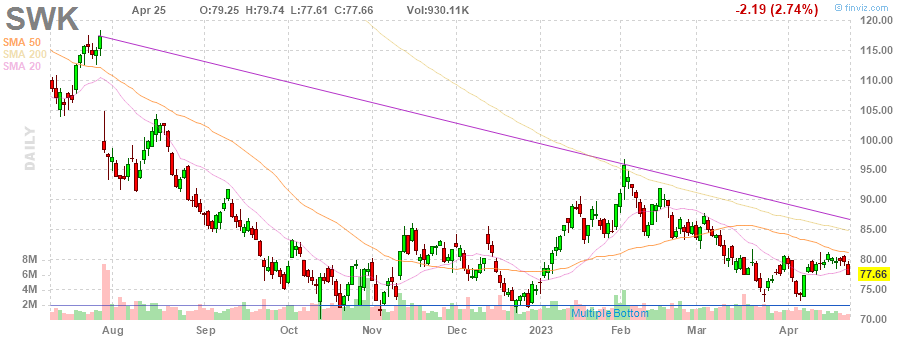 SWK
Apr 25 O:79.25 H:79.74 L:77.61 C:77.66 Vol:930.11K
-2.19 (2.74%)
© finviz.com
SMA 50
SMA 200
SMA 20
DAILY
120.00
115.00
110.00
105.00
100.00
95.00
90.00
85.00
80.00
77.66
75.00
70.00
8M
6M
4M
2M
Multiple Bottom
Aug Sep Oct Nov Dec 2023 Feb Mar Apr